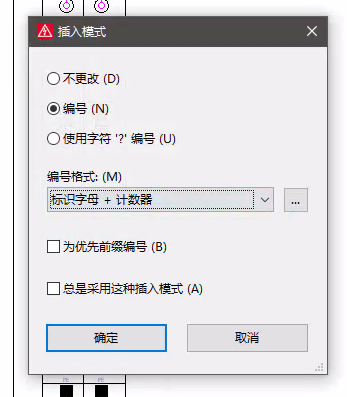 插入模式
不更改 (D)
编号 (N)
使用字符 '?' 编号 (U)
编号格式: (M)
标识字母 + 计数器
...
为优先前缀编号 (B)
总是采用这种插入模式 (A)
确定
取消